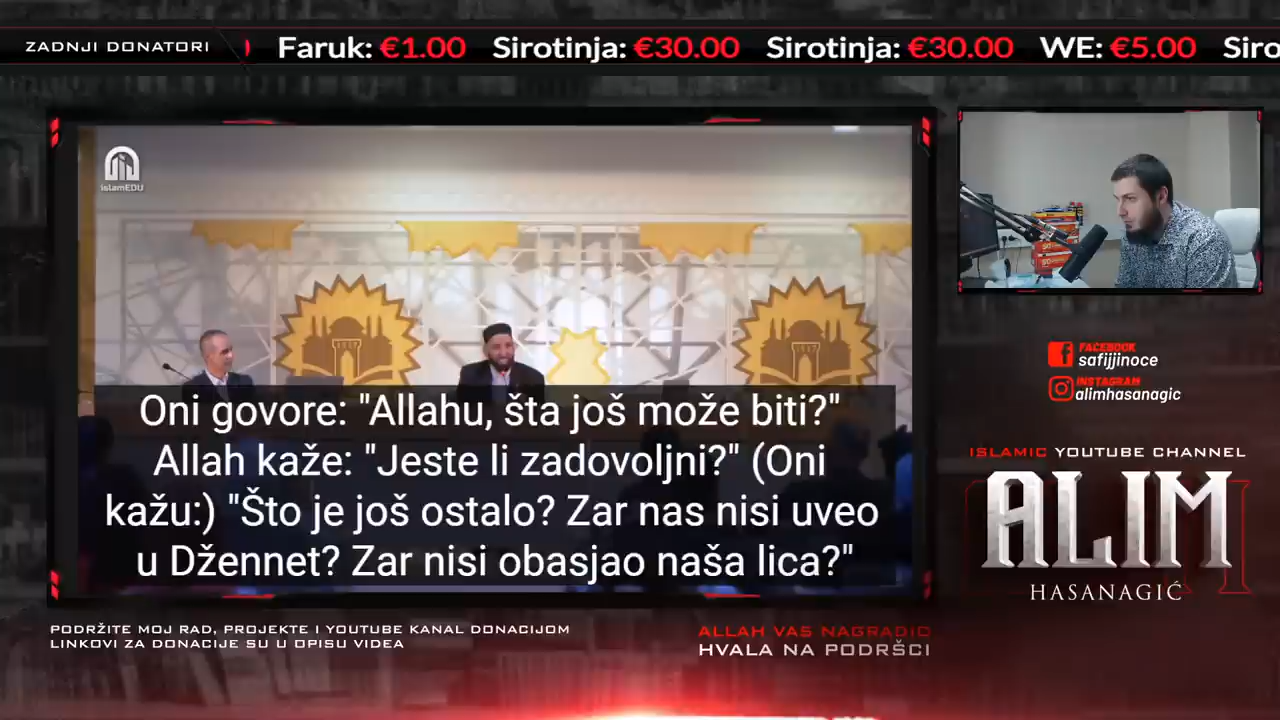 ZADNJI DONATORI
Faruk: €1.00 Sirotinja: €30.00 Sirotinja: €30.00 WE: €5.00 Siro
islamEDU
1917
1917
Oni govore: "Allahu, šta još može biti?"
Allah kaže: "Jeste li zadovoljni?" (Oni
kažu:) "Što je još ostalo? Zar nas nisi uveo
u Džennet? Zar nisi obasjao naša lica?"
FACEBOOK
safijjinoce
INSTAGRAM
alimhasanagic
ISLAMIC YOUTUBE CHANNEL
ALIM
HASANAGIĆ
PODRŽITE MOJ RAD, PROJEKTE I YOUTUBE KANAL DONACIJOM
LINKOVI ZA DONACIJE SU U OPISU VIDEA
ALLAH VAS NAGRADIO
HVALA NA PODRŠCI